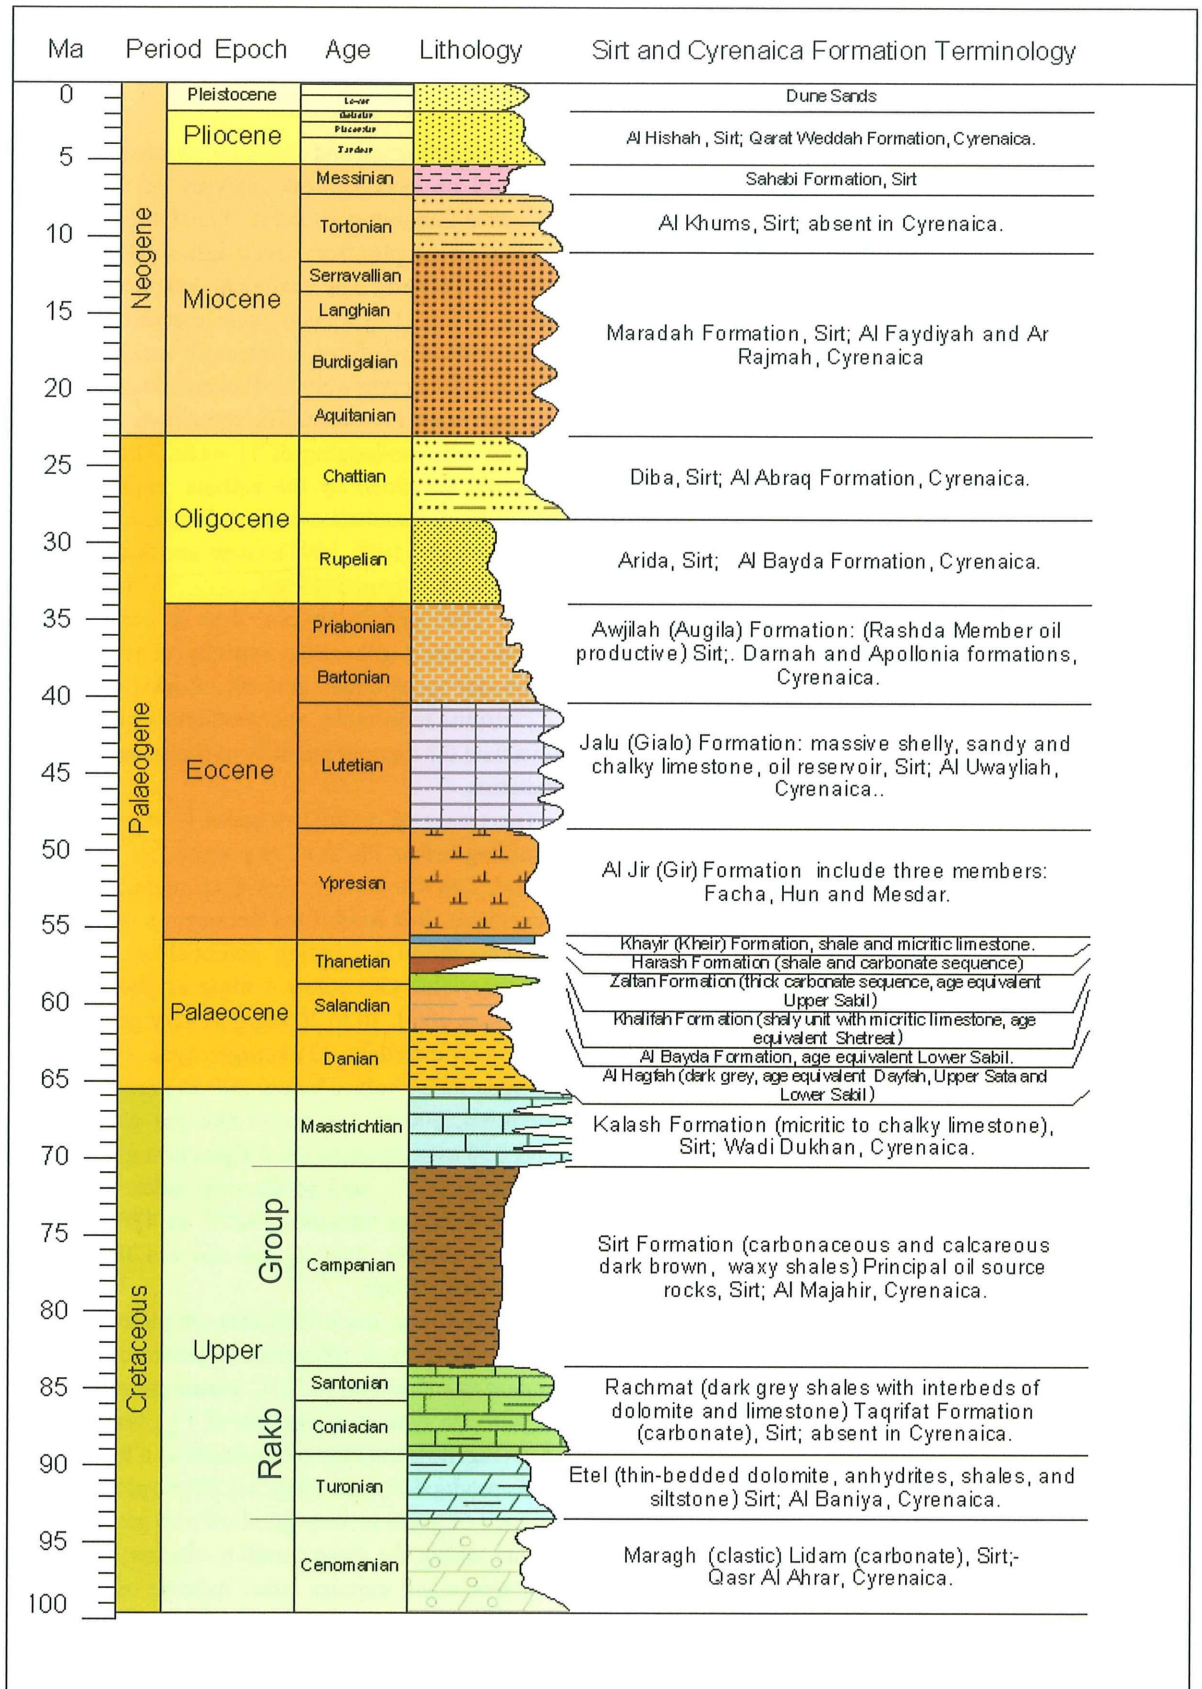 Ma Period Epoch Age Lithology Sirt and Cyrenaica Formation Terminology
0
5
10
15
20
25
30
35
40
45
50
55
60
65
70
75
80
85
90
95
100
Neogene
Palaeogene
Cretaceous
Pleistocene
Pliocene
Miocene
Oligocene
Eocene
Palaeocene
Upper
Group
Rakb
Messinian
Tortonian
Serravallian
Langhian
Burdigalian
Aquitanian
Chattian
Rupelian
Priabonian
Bartonian
Lutetian
Ypresian
Thanetian
Salandian
Danian
Maastrichtian
Campanian
Santonian
Coniacian
Turonian
Cenomanian
Dune Sands
Al Hishah, Sirt; Qarat Weddah Formation, Cyrenaica.
Sahabi Formation, Sirt
Al Khums, Sirt; absent in Cyrenaica.
Maradah Formation, Sirt; Al Faydiyah and Ar
Rajmah, Cyrenaica
Diba, Sirt; Al Abraq Formation, Cyrenaica.
Arida, Sirt; Al Bayda Formation, Cyrenaica.
Awjilah (Augila) Formation: (Rashda Member oil
productive) Sirt;. Darnah and Apollonia formations,
Cyrenaica.
Jalu (Gialo) Formation: massive shelly, sandy and
chalky limestone, oil reservoir, Sirt; Al Uwayliah,
Cyrenaica..
Al Jir (Gir) Formation include three members:
Facha, Hun and Mesdar.
Khayir (Kheir) Formation, shale and micritic limestone.
Harash Formation (shale and carbonate sequence)
Zaltan Formation (thick carbonate sequence, age equivalent
Upper Sabil)
Khalifah Formation (shaly unit with micritic limestone, age
equivalent Shetreat)
Al Bayda Formation, age equivalent Lower Sabil.
Al Hagfah (dark grey, age equivalent Dayfah, Upper Sata and
Lower Sabil)
Kalash Formation (micritic to chalky limestone),
Sirt; Wadi Dukhan, Cyrenaica.
Sirt Formation (carbonaceous and calcareous
dark brown, waxy shales) Principal oil source
rocks, Sirt; Al Majahir, Cyrenaica.
Rachmat (dark grey shales with interbeds of
dolomite and limestone) Taqrifat Formation
(carbonate), Sirt; absent in Cyrenaica.
Etel (thin-bedded dolomite, anhydrites, shales, and
siltstone) Sirt; Al Baniya, Cyrenaica.
Maragh (clastic) Lidam (carbonate), Sirt;-
Qasr Al Ahrar, Cyrenaica.